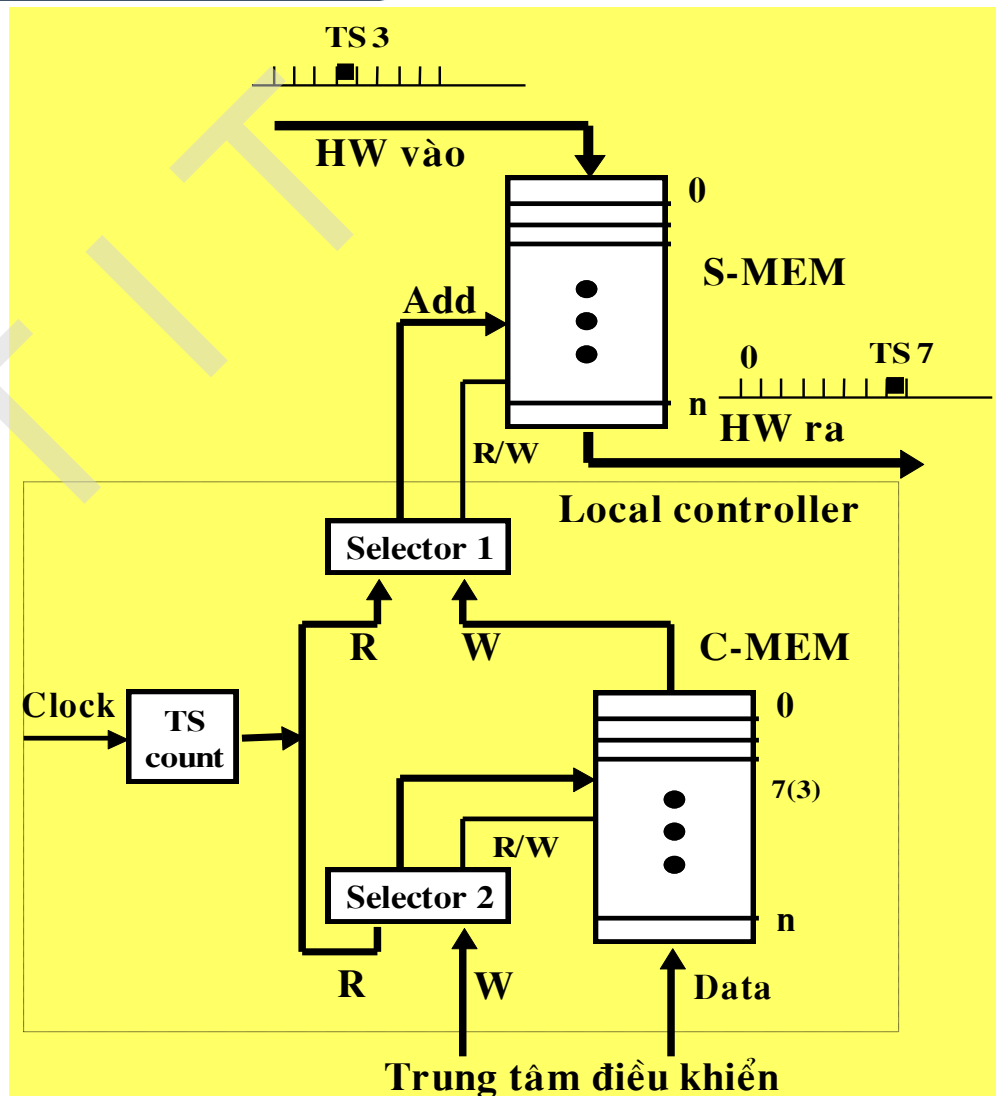 TS 3
HW vào
0
S-MEM
Add
0
TS 7
n
HW ra
R/W
Local controller
Selector 1
R
W
C-MEM
Clock
TS
count
0
7(3)
R/W
Selector 2
n
R
W
Data
Trung tâm điều khiển
T I T